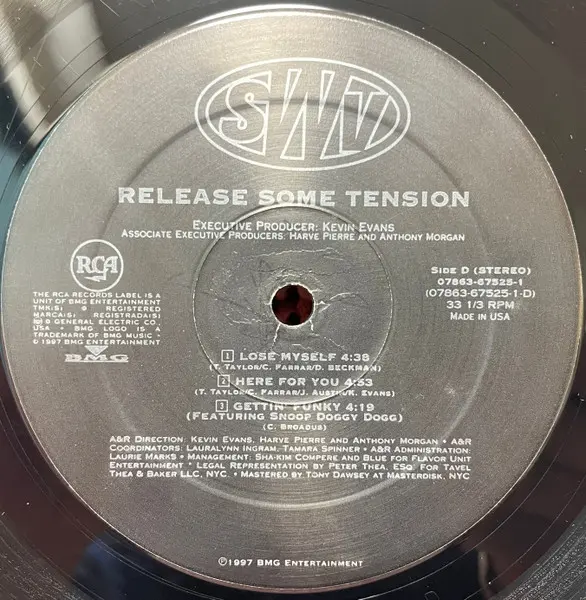 SWV
RELEASE SOME TENSION
EXECUTIVE PRODUCER: KEVIN EVANS
ASSOCIATE EXECUTIVE PRODUCERS: HARVE PIERRE AND ANTHONY MORGAN
RCA
THE RCA RECORDS LABEL IS A
UNIT OF BMG ENTERTAINMENT
TMK(S) ® REGISTERED
MARCA(S) REGISTRADA(S)
GENERAL ELECTRIC CO.,
USA BMG LOGO IS A
TRADEMARK OF BMG MUSIC
© 1997 BMG ENTERTAINMENT
BMG
SIDE D (STEREO)
07863-67525-1
(07863-67525-1-D)
33 1/3 RPM
MADE IN USA
1 LOSE MYSELF 4:38
(T. TAYLOR/C. FARRAR/D. BECKMAN)
2 HERE FOR YOU 4:53
(T. TAYLOR/C. FARRAR/J. AUSTIN/K. EVANS)
3 GETTIN' FUNKY 4:19
(FEATURING SNOOP DOGGY DOGG)
(C. BROADUS)
A&R DIRECTION: KEVIN EVANS, HARVE PIERRE AND ANTHONY MORGAN • A&R
COORDINATORS: LAURALYNN INGRAM, TAMARA SPINNER • A&R ADMINISTRATION:
LAURIE MARKS • MANAGEMENT: SHA-KIM COMPERE AND BLUE FOR FLAVOR UNIT
ENTERTAINMENT * LEGAL REPRESENTATION BY PETER THEA, ESQ. FOR TAVEL
THEA & BAKER LLC, NYC. • MASTERED BY TONY DAWSEY AT MASTERDISK, NYC
℗1997 BMG ENTERTAINMENT